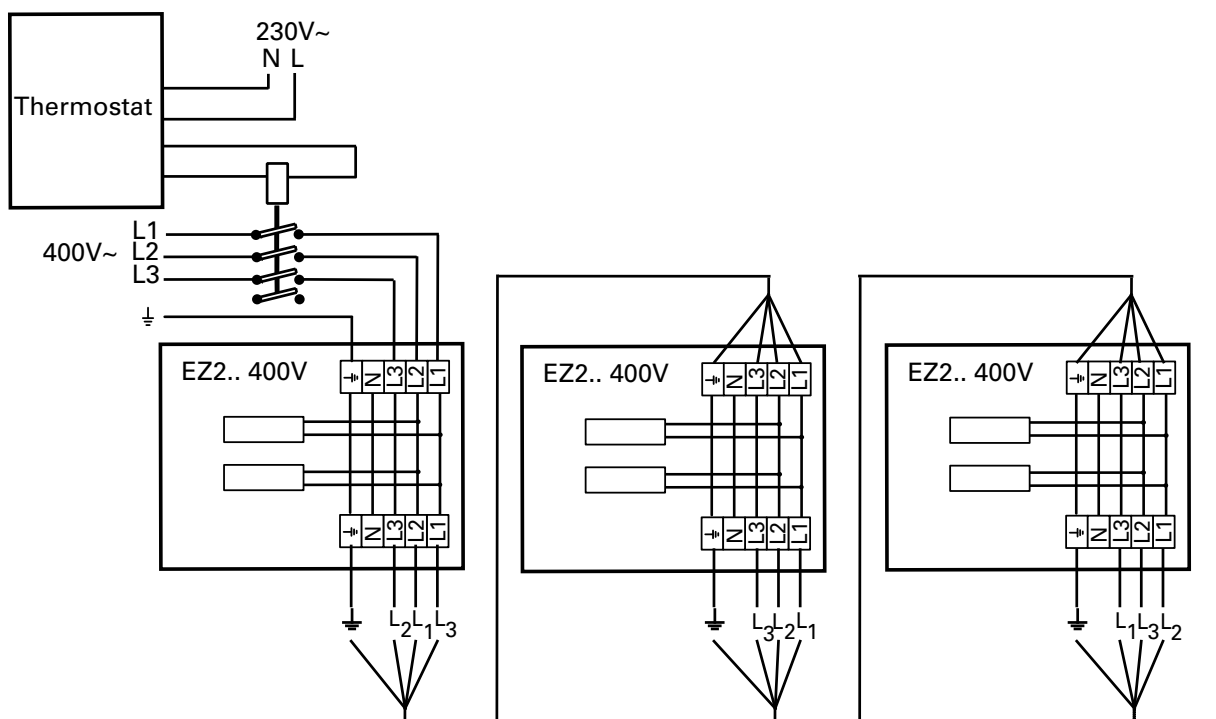 230V~
N L
Thermostat
L1
400V~ L2
L3
EZ2.. 400V
⏚ N L3 L2 L1
⏚ N L3 L2 L1
L2 L1 L3
EZ2.. 400V
⏚ N L3 L2 L1
⏚ N L3 L2 L1
L3 L2 L1
EZ2.. 400V
⏚ N L3 L2 L1
⏚ N L3 L2 L1
L1 L3 L2